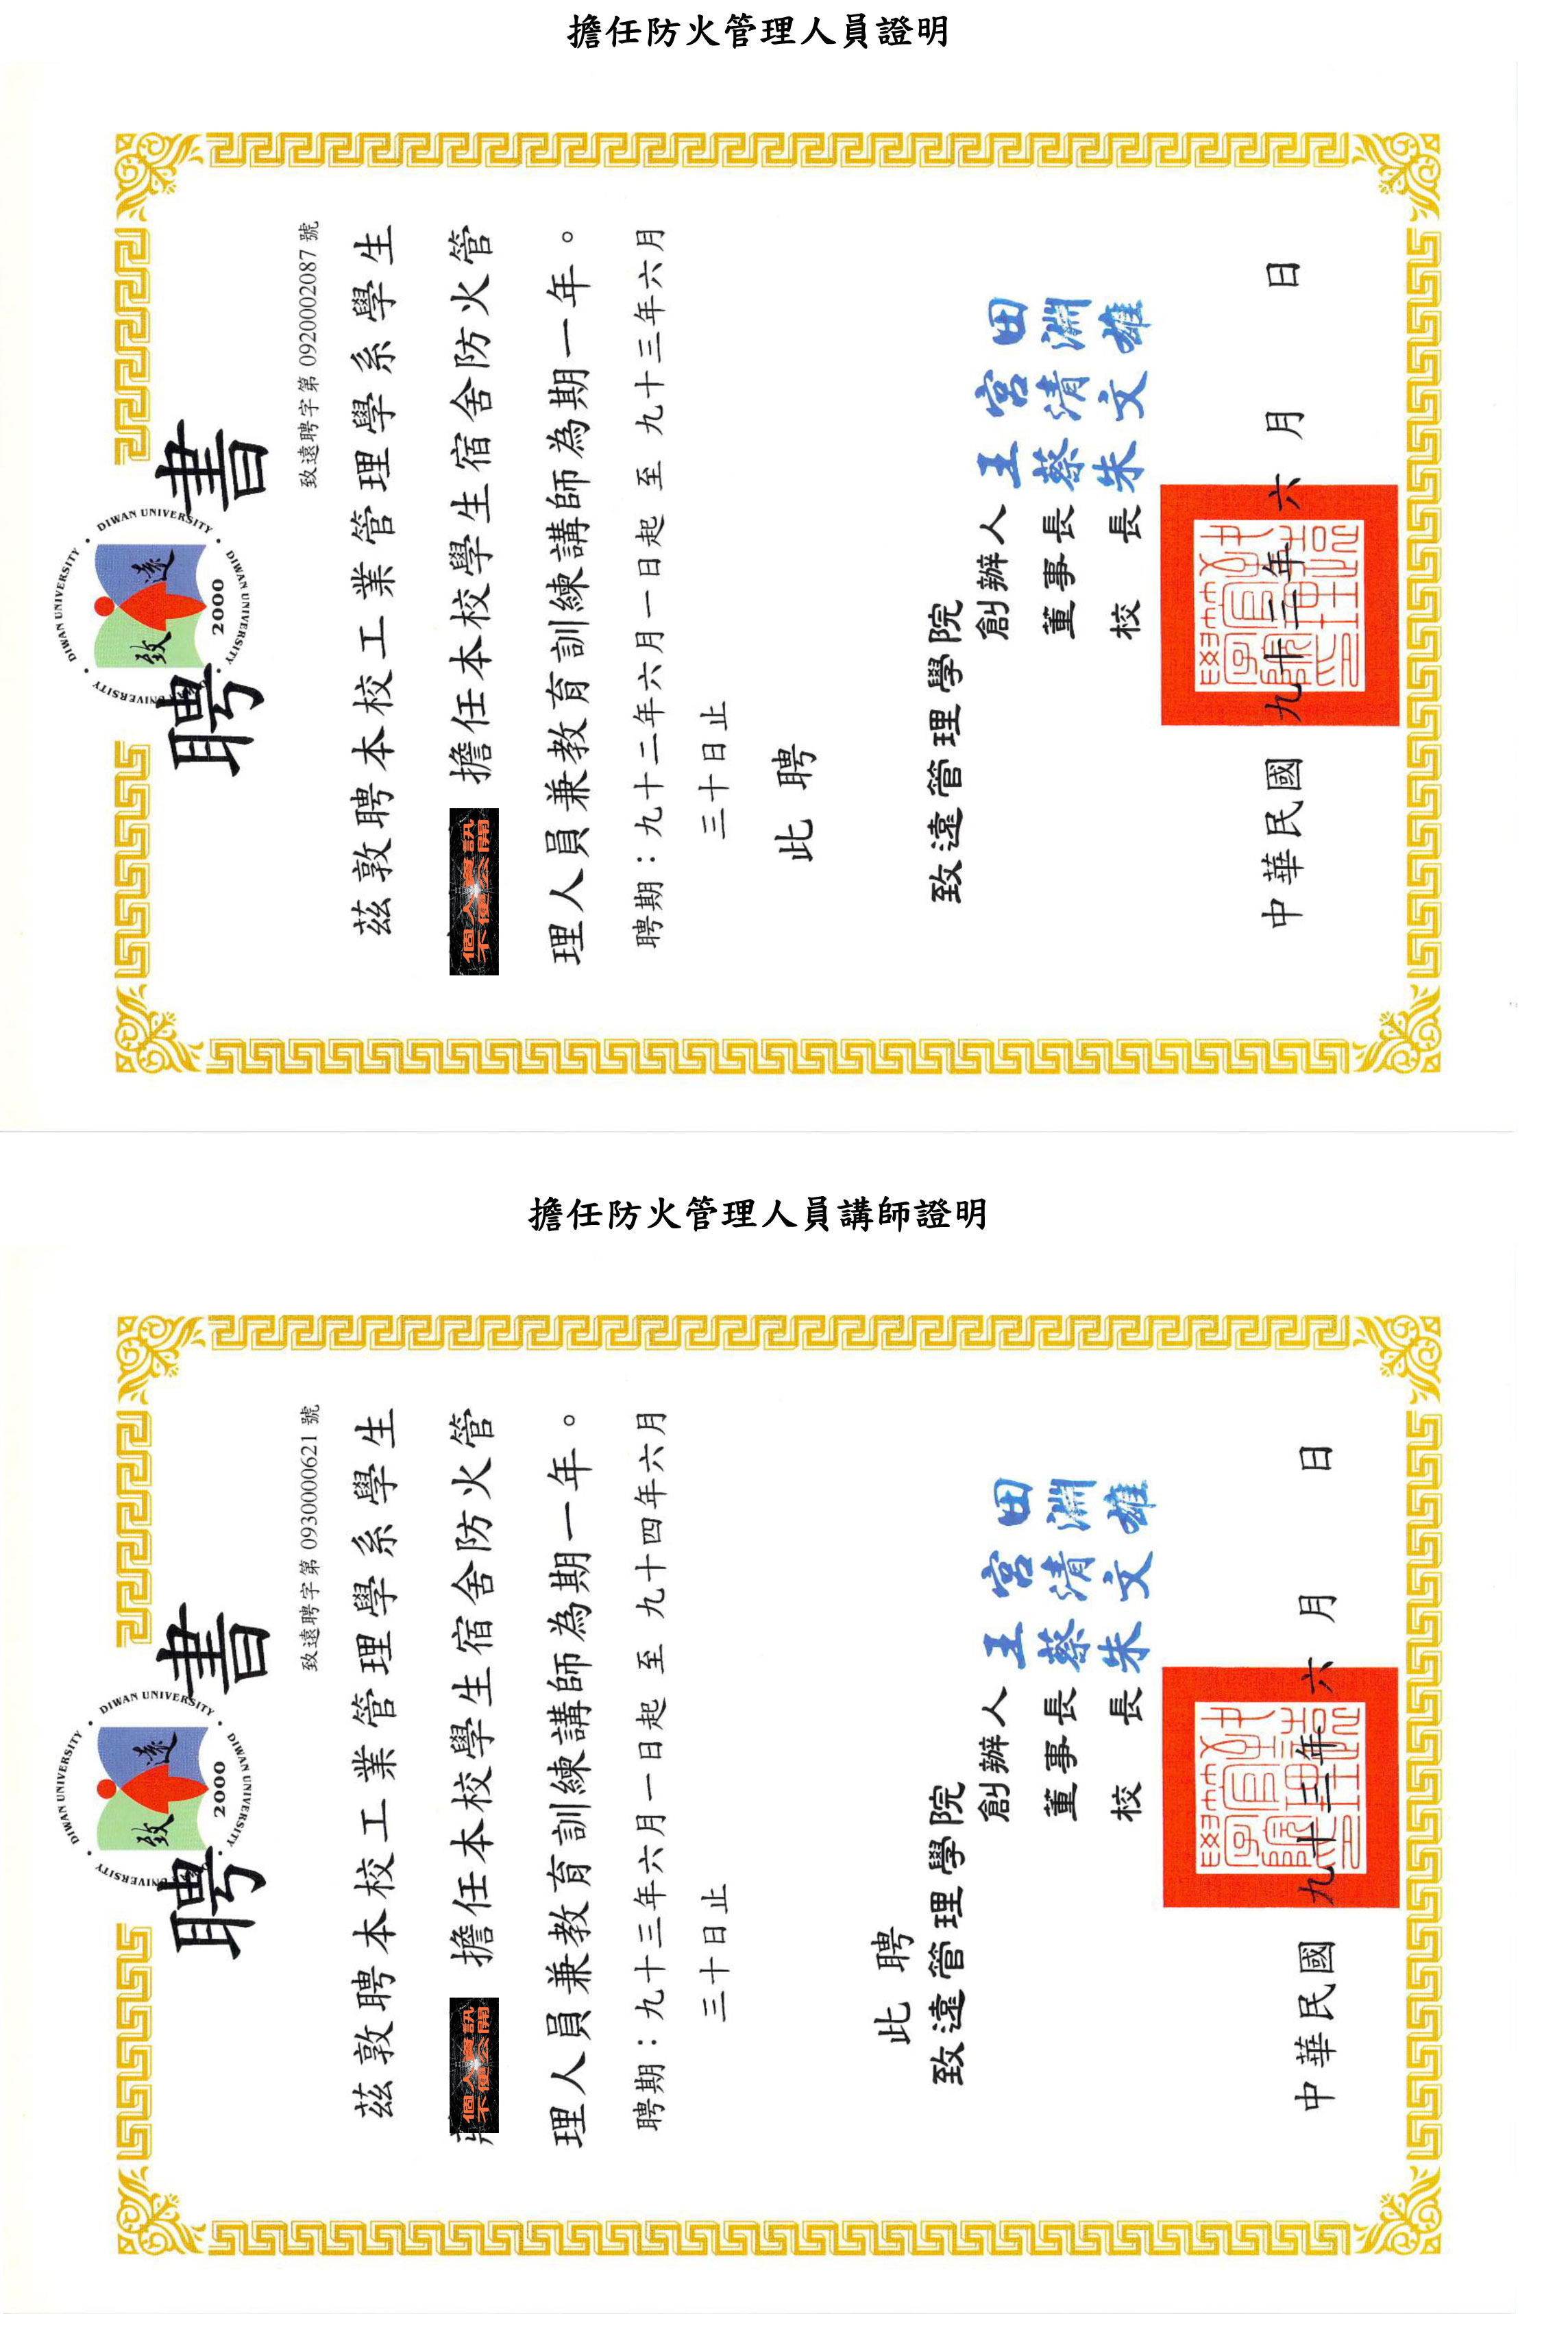 擔任防火管理人員證明
聘書
DIWAN UNIVERSITY · DIWAN UNIVERSITY · DIWAN UNIVERSITY ·
致遠
2000
致遠聘字第 0920002087 號
茲敦聘本校工業管理學系學生
個人資訊
不便公開
擔任本校學生宿舍防火管
理人員兼教育訓練講師為期一年。
聘期：九十二年六月一日起 至 九十三年六月
三十日止
此聘
致遠管理學院
創辦人 王宮田
董事長 蔡清淵
校 長 朱文雄
中華民國 九十二年 六 月 日
擔任防火管理人員講師證明
聘書
DIWAN UNIVERSITY · DIWAN UNIVERSITY · DIWAN UNIVERSITY ·
致遠
2000
致遠聘字第 0930000621 號
茲敦聘本校工業管理學系學生
個人資訊
不便公開
擔任本校學生宿舍防火管
理人員兼教育訓練講師為期一年。
聘期：九十三年六月一日起 至 九十四年六月
三十日止
此聘
致遠管理學院
創辦人 王宮田
董事長 蔡清淵
校 長 朱文雄
中華民國 九十三年 六 月 日